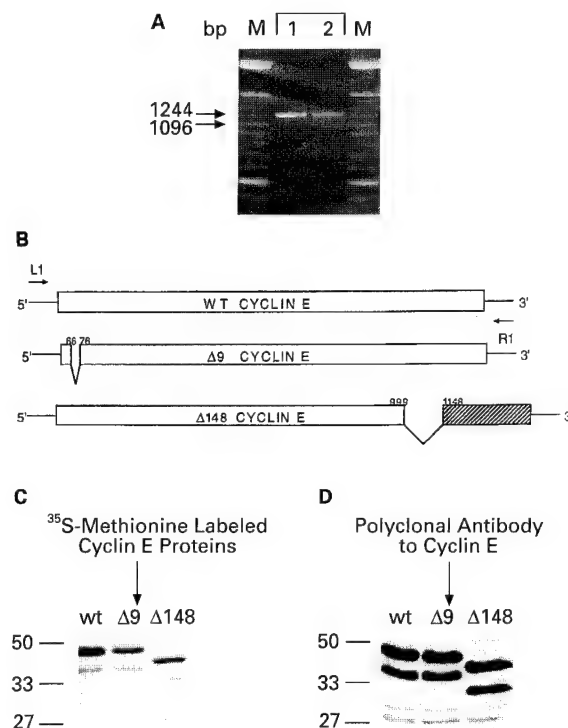 A
bp M 1 2 M
1244
1096
B
L1
5' WT CYCLIN E 3'
R1
66 76
5' Δ9 CYCLIN E 3'
999 1148
5' Δ148 CYCLIN E 3'
C
³⁵S-Methionine Labeled
Cyclin E Proteins
wt Δ9 Δ148
50
33
27
D
Polyclonal Antibody
to Cyclin E
wt Δ9 Δ148
50
33
27